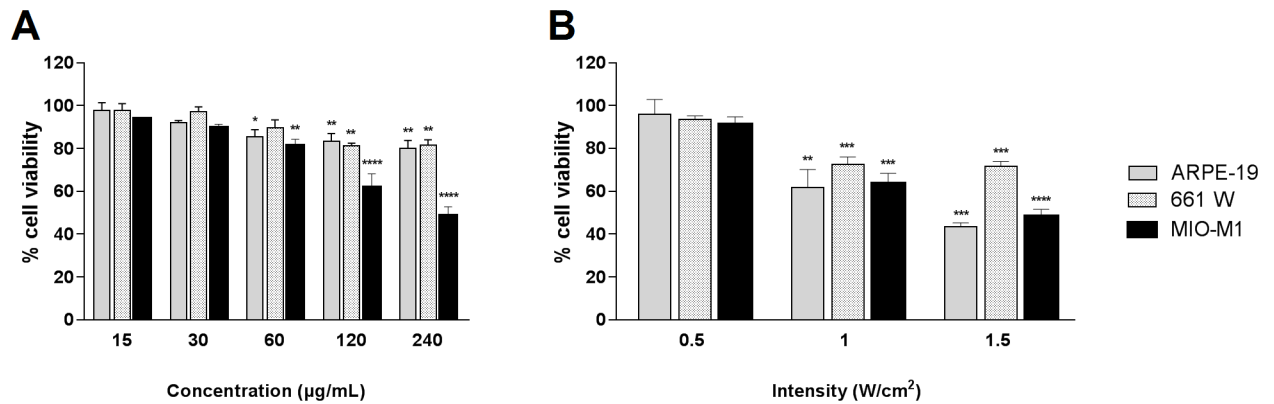 A
120
100
80
60
40
20
0
% cell viability
* ** ** ** **** ** ** ****
15 30 60 120 240
Concentration (µg/mL)
B
120
100
80
60
40
20
0
% cell viability
** *** *** *** *** ****
0.5 1 1.5
Intensity (W/cm²)
ARPE-19
661 W
MIO-M1